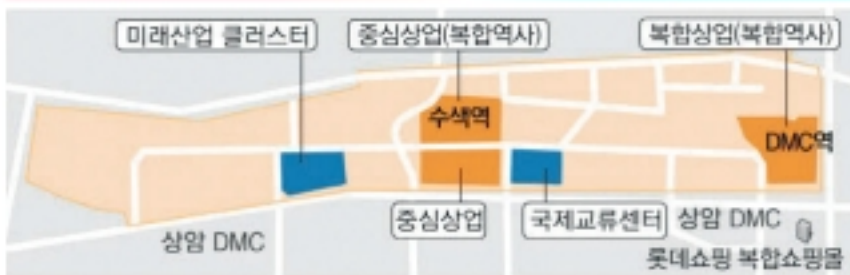 미래산업 클러스터
중심상업(복합역사)
복합상업(복합역사)
수색역
DMC역
중심상업
국제교류센터
상암 DMC
상암 DMC
롯데쇼핑 복합쇼핑몰